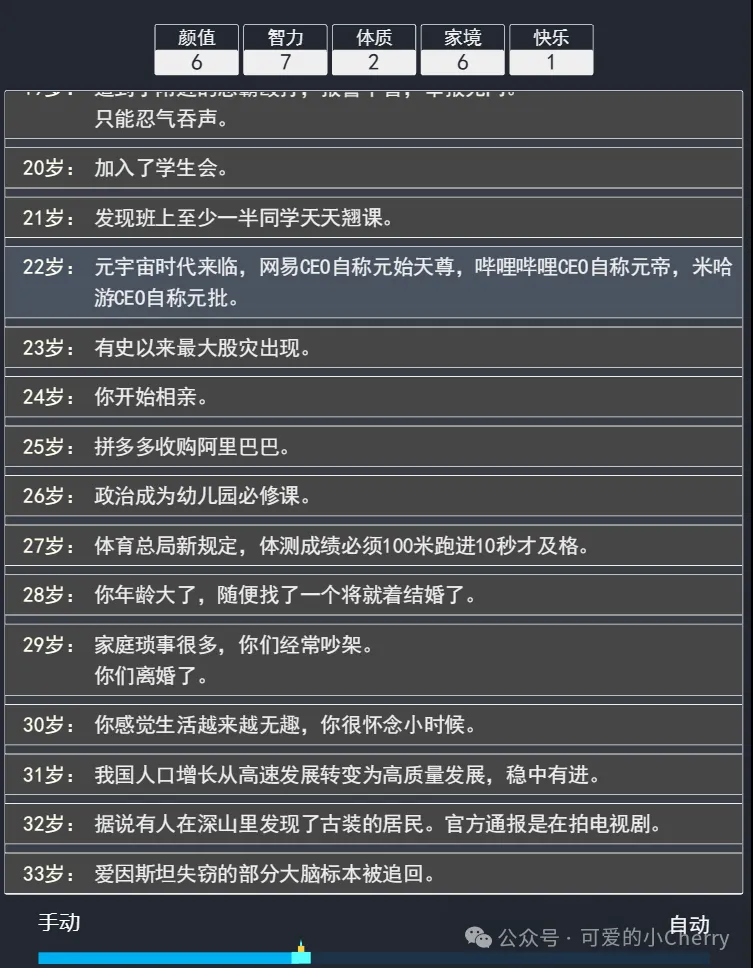 颜值 智力 体质 家境 快乐
6 7 2 6 1
只能忍气吞声。
20岁： 加入了学生会。
21岁： 发现班上至少一半同学天天翘课。
22岁： 元宇宙时代来临，网易CEO自称元始天尊，哔哩哔哩CEO自称元帝，米哈
游CEO自称元批。
23岁： 有史以来最大股灾出现。
24岁： 你开始相亲。
25岁： 拼多多收购阿里巴巴。
26岁： 政治成为幼儿园必修课。
27岁： 体育总局新规定，体测成绩必须100米跑进10秒才及格。
28岁： 你年龄大了，随便找了一个将就着结婚了。
29岁： 家庭琐事很多，你们经常吵架。
你们离婚了。
30岁： 你感觉生活越来越无趣，你很怀念小时候。
31岁： 我国人口增长从高速发展转变为高质量发展，稳中有进。
32岁： 据说有人在深山里发现了古装的居民。官方通报是在拍电视剧。
33岁： 爱因斯坦失窃的部分大脑标本被追回。
手动 自动
公众号·可爱的小Cherry